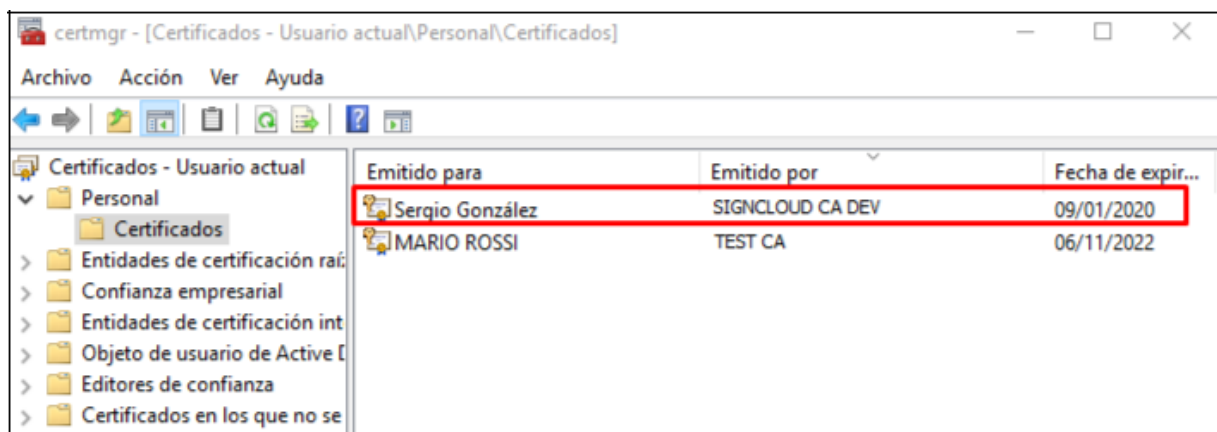 certmgr - [Certificados - Usuario actual\Personal\Certificados]
Archivo Acción Ver Ayuda
Certificados - Usuario actual
Personal
Certificados
Entidades de certificación raí
Confianza empresarial
Entidades de certificación int
Objeto de usuario de Active D
Editores de confianza
Certificados en los que no se
Emitido para Emitido por Fecha de expir...
Sergio González SIGNCLOUD CA DEV 09/01/2020
MARIO ROSSI TEST CA 06/11/2022